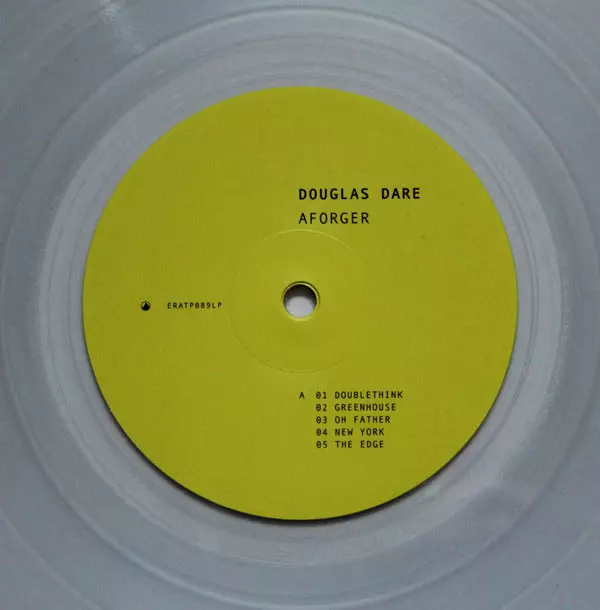 DOUGLAS DARE
AFORGER
ERATP089LP
A 01 DOUBLETHINK
02 GREENHOUSE
03 OH FATHER
04 NEW YORK
05 THE EDGE